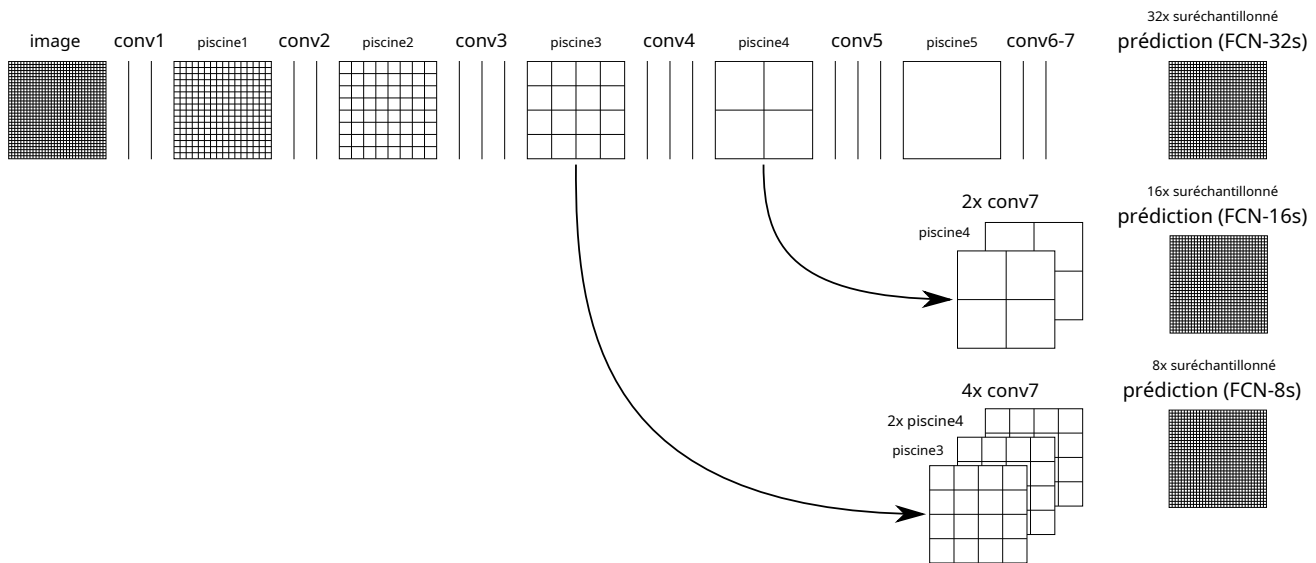 image conv1 piscine1 conv2 piscine2 conv3 piscine3 conv4 piscine4 conv5 piscine5 conv6-7
32x suréchantillonné
prédiction (FCN-32s)
2x conv7
piscine4
16x suréchantillonné
prédiction (FCN-16s)
4x conv7
2x piscine4
piscine3
8x suréchantillonné
prédiction (FCN-8s)